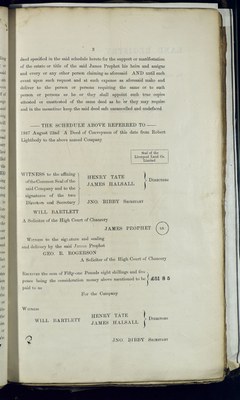 deed specified in the said schedule hereto by the support or manifestation
of the estate or title of the said James Prophet his heirs and assigns
and every or any other person claiming as aforesaid AND until such
event upon such request and at such expense as aforesaid make and
deliver to the person or persons requiring the same or to such
person or persons as he or they shall appoint such true copies
attested or unattested of the same deed as he or they may require
and in the meantime keep the said deed safe uncancelled and undefaced.
THE SCHEDULE ABOVE REFERRED TO
1867 August 22nd A Deed of Conveyance of this date from Robert
Lightbody to the above named Company
Seal of the
Liverpool Land Co.
Limited
WITNESS to the affixing
of the Common Seal of the
said Company and to the
signatures of the two
Directors and Secretary
HENRY TATE
JAMES HALSALL
Directors
JNO. BIBBY Secretary
WILL BARTLETT
A Solicitor of the High Court of Chancery
JAMES PROPHET
Witness to the signature and sealing
and delivery by the said James Prophet
GEO. R. ROGERSON
A Solicitor of the High Court of Chancery
Received the sum of Fifty-one Pounds eight shillings and five
pence being the consideration money above mentioned to be
paid to us
For the Company
Witness
WILL BARTLETT
HENRY TATE
JAMES HALSALL
Directors
JNO. BIBBY Secretary